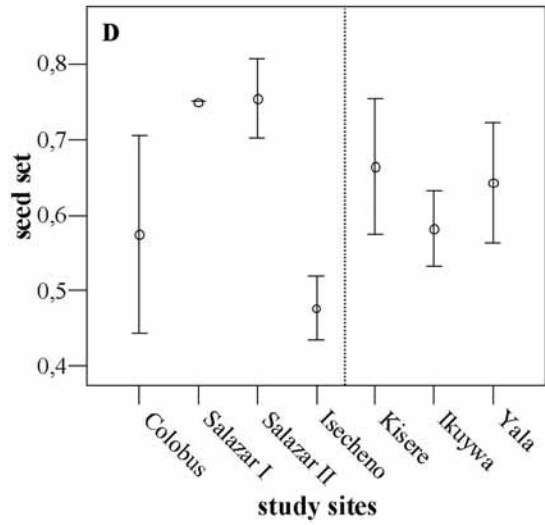 D
0,8
0,7
0,6
0,5
0,4
seed set
Colobus
Salazar I
Salazar II
Isecheno
Kisere
Ikuywa
Yala
study sites